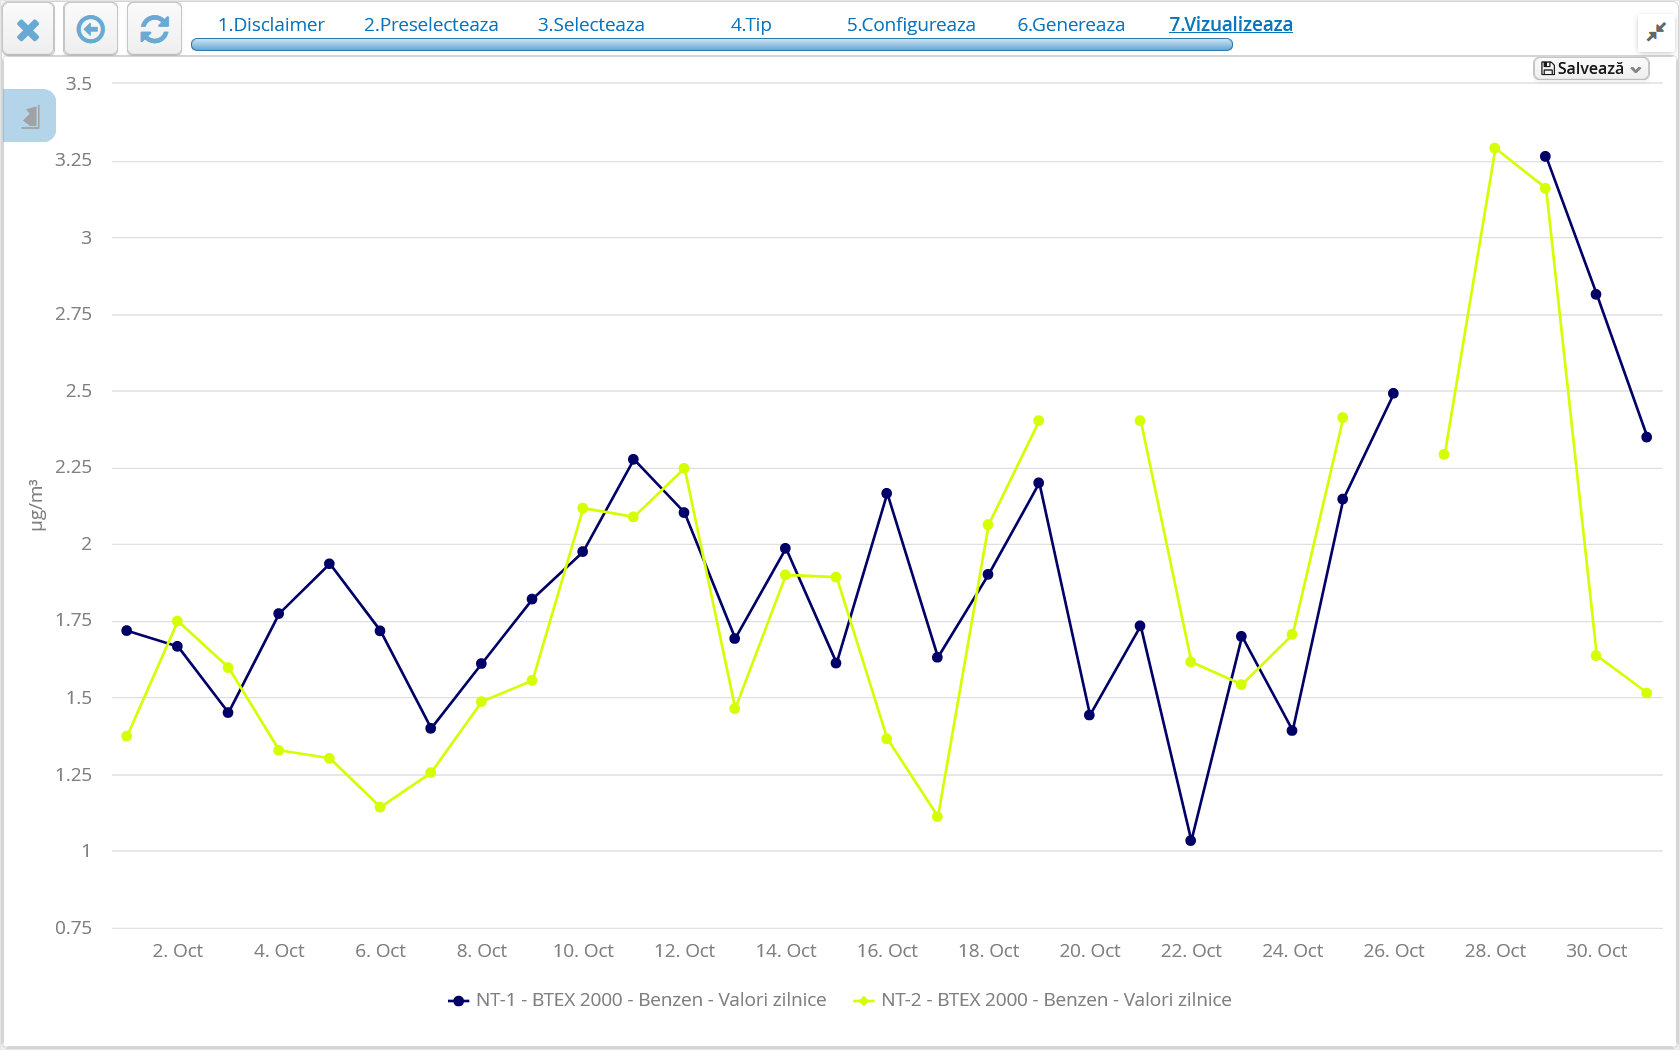 1.Disclaimer 2.Preselecteaza 3.Selecteaza 4.Tip 5.Configureaza 6.Genereaza 7.Vizualizeaza
Salvează
3.5
3.25
3
2.75
2.5
2.25
2
1.75
1.5
1.25
1
0.75
µg/m³
2. Oct 4. Oct 6. Oct 8. Oct 10. Oct 12. Oct 14. Oct 16. Oct 18. Oct 20. Oct 22. Oct 24. Oct 26. Oct 28. Oct 30. Oct
NT-1 - BTEX 2000 - Benzen - Valori zilnice NT-2 - BTEX 2000 - Benzen - Valori zilnice